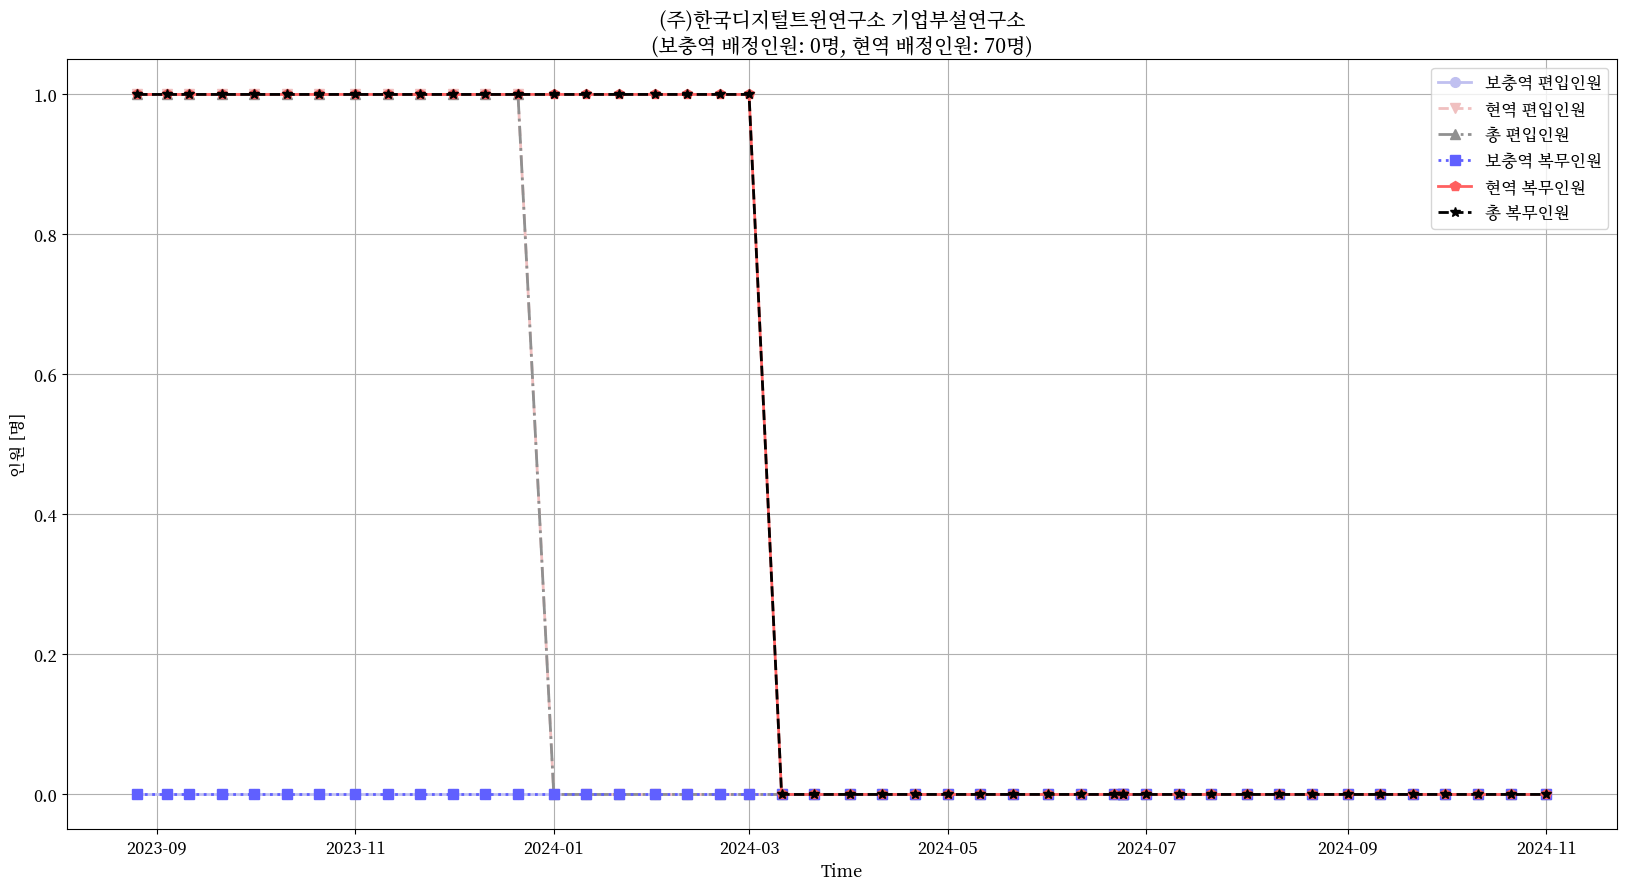 (주)한국디지털트윈연구소 기업부설연구소
(보충역 배정인원: 0명, 현역 배정인원: 70명)
보충역 편입인원
현역 편입인원
총 편입인원
보충역 복무인원
현역 복무인원
총 복무인원
인원 [명]
1.0
0.8
0.6
0.4
0.2
0.0
2023-09 2023-11 2024-01 2024-03 2024-05 2024-07 2024-09 2024-11
Time